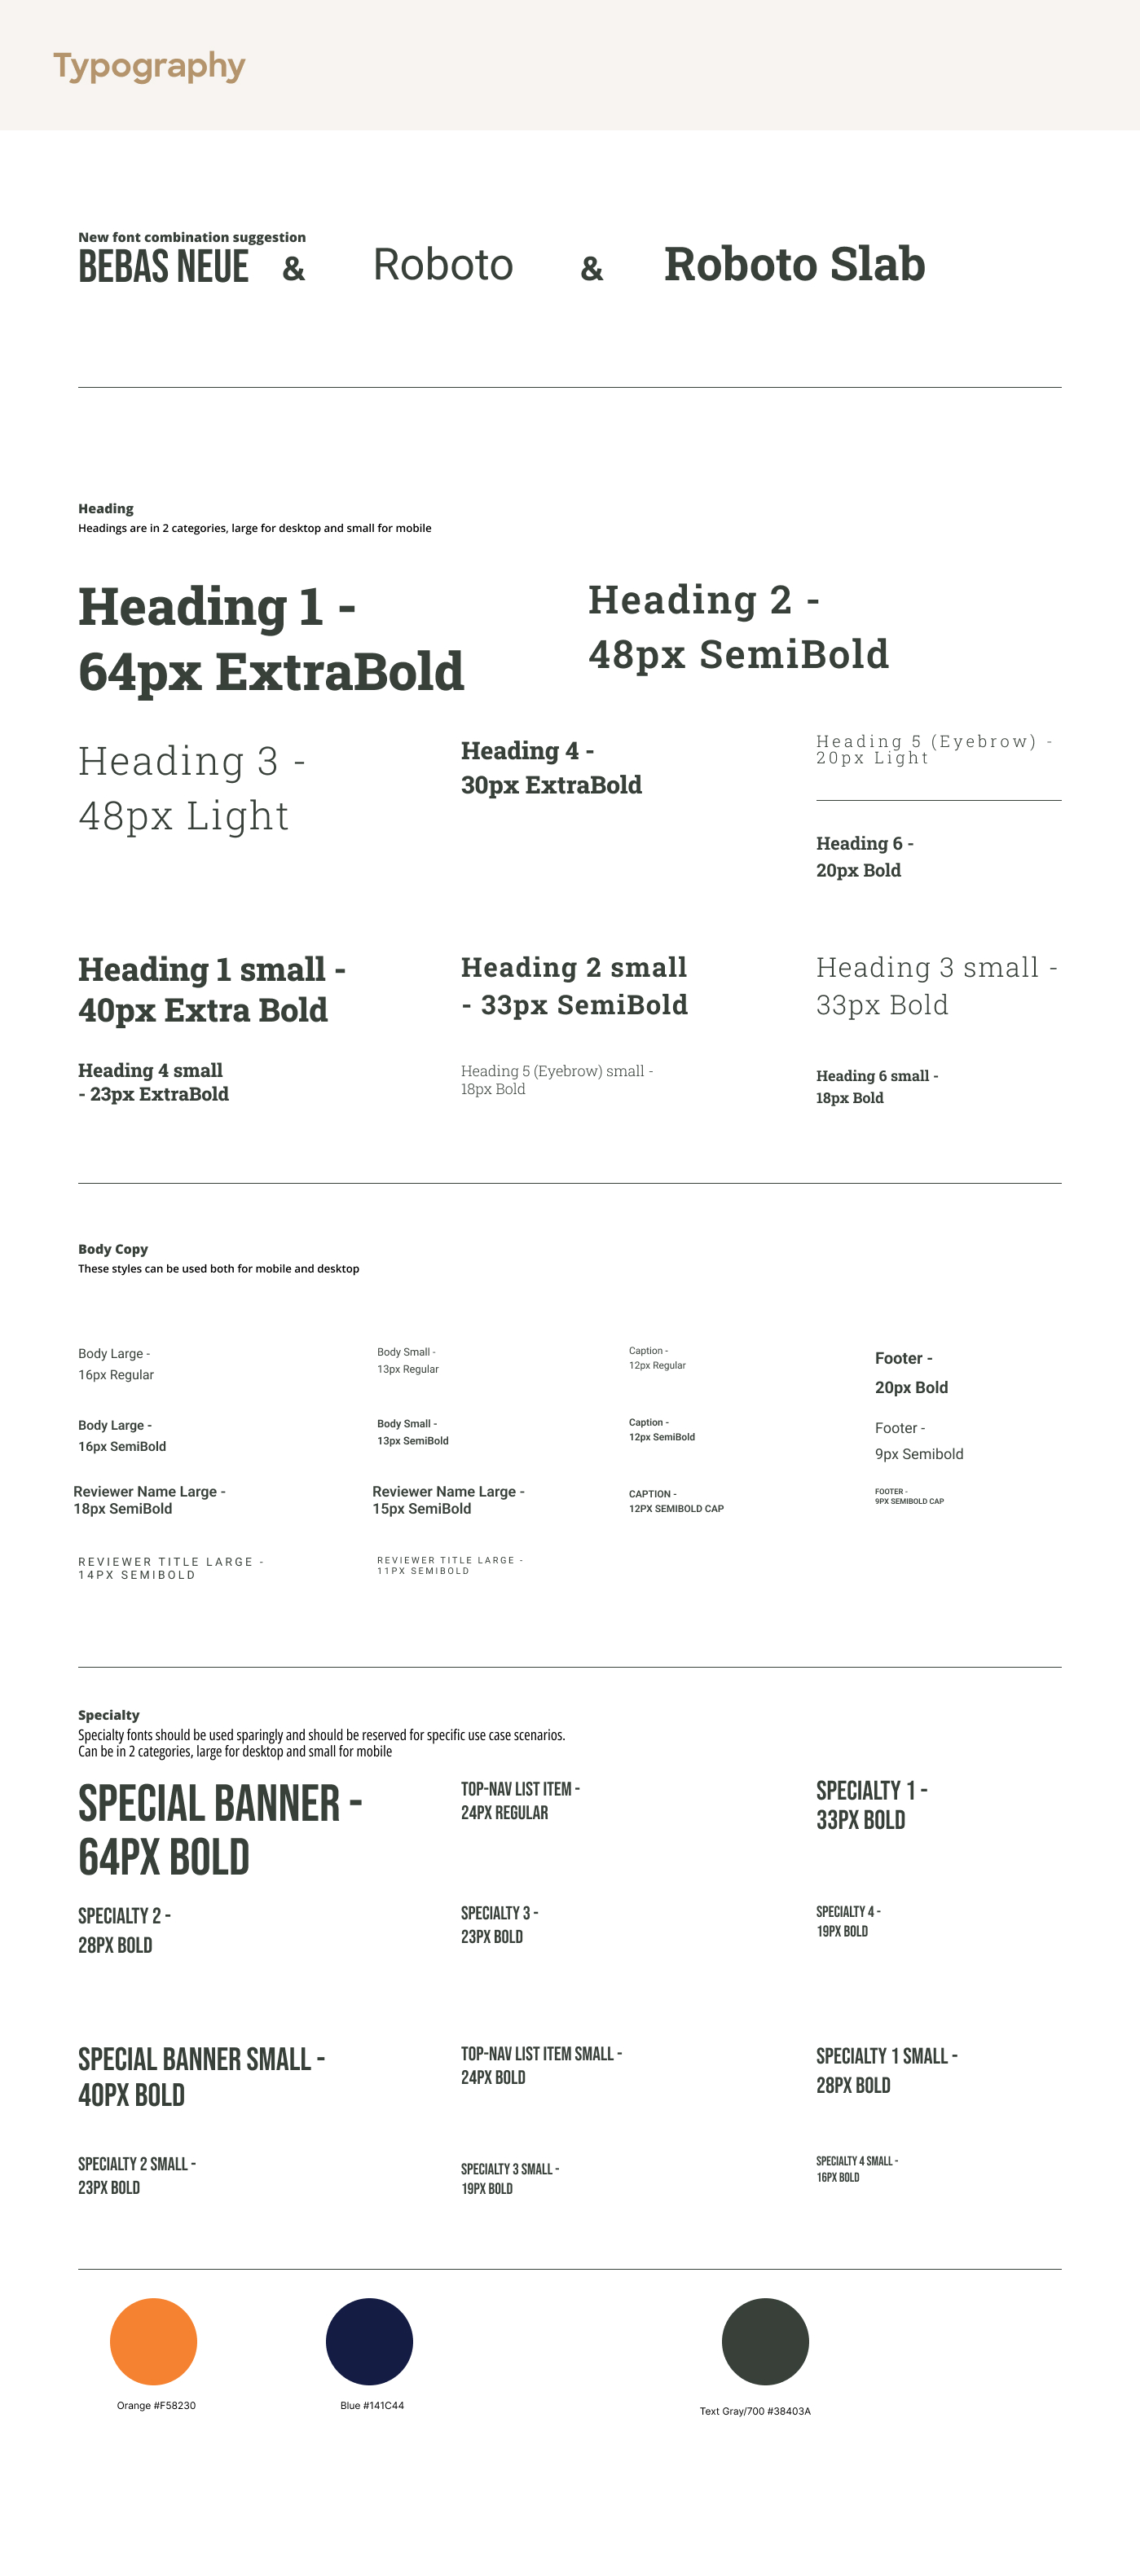 Typography
New font combination suggestion
BEBAS NEUE & Roboto & Roboto Slab
Heading
Headings are in 2 categories, large for desktop and small for mobile
Heading 1 -
64px ExtraBold
Heading 2 -
48px SemiBold
Heading 3 -
48px Light
Heading 4 -
30px ExtraBold
Heading 5 (Eyebrow) -
20px Light
Heading 6 -
20px Bold
Heading 1 small -
40px Extra Bold
Heading 2 small
- 33px SemiBold
Heading 3 small -
33px Bold
Heading 4 small
- 23px ExtraBold
Heading 5 (Eyebrow) small -
18px Bold
Heading 6 small -
18px Bold
Body Copy
These styles can be used both for mobile and desktop
Body Large -
16px Regular
Body Small -
13px Regular
Caption -
12px Regular
Footer -
20px Bold
Body Large -
16px SemiBold
Body Small -
13px SemiBold
Caption -
12px SemiBold
Footer -
9px Semibold
Reviewer Name Large -
18px SemiBold
Reviewer Name Large -
15px SemiBold
CAPTION -
12PX SEMIBOLD CAP
FOOTER -
9PX SEMIBOLD CAP
REVIEWER TITLE LARGE -
14PX SEMIBOLD
REVIEWER TITLE LARGE -
11PX SEMIBOLD
Specialty
Specialty fonts should be used sparingly and should be reserved for specific use case scenarios.
Can be in 2 categories, large for desktop and small for mobile
SPECIAL BANNER -
64PX BOLD
TOP-NAV LIST ITEM -
24PX REGULAR
SPECIALTY 1 -
33PX BOLD
SPECIALTY 2 -
28PX BOLD
SPECIALTY 3 -
23PX BOLD
SPECIALTY 4 -
19PX BOLD
SPECIAL BANNER SMALL -
40PX BOLD
TOP-NAV LIST ITEM SMALL -
24PX BOLD
SPECIALTY 1 SMALL -
28PX BOLD
SPECIALTY 2 SMALL -
23PX BOLD
SPECIALTY 3 SMALL -
19PX BOLD
SPECIALTY 4 SMALL -
16PX BOLD
Orange #F58230
Blue #141C44
Text Gray/700 #38403A